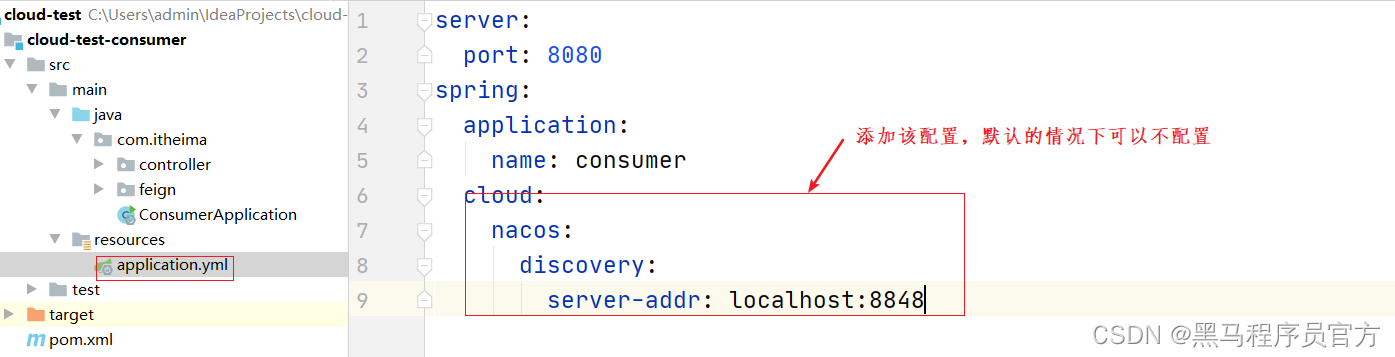 cloud-test C:\Users\admin\IdeaProjects\cloud-
cloud-test-consumer
src
main
java
com.itheima
controller
feign
ConsumerApplication
resources
application.yml
test
target
pom.xml
1 server:
2 port: 8080
3 spring:
4 application:
5 name: consumer
6 cloud:
7 nacos:
8 discovery:
9 server-addr: localhost:8848
添加该配置，默认的情况下可以不配置
CSDN @黑马程序员官方